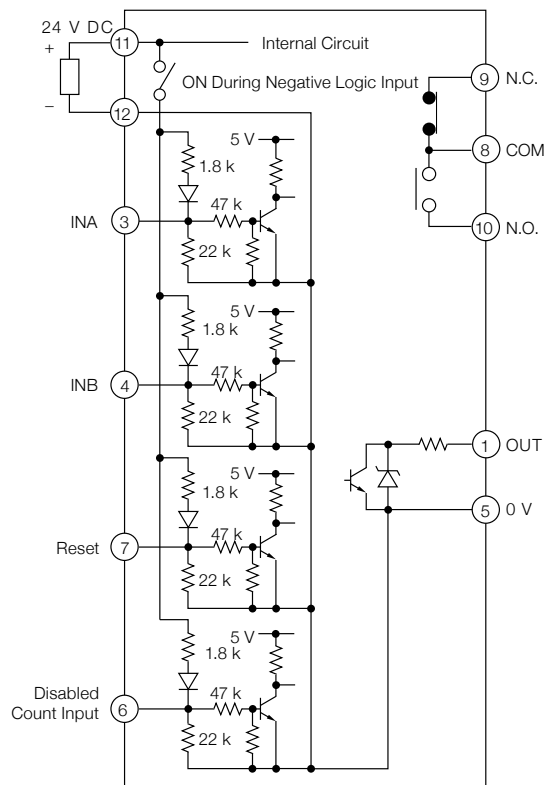 24 V DC
+
11
Internal Circuit
ON During Negative Logic Input
−
12
9 N.C.
8 COM
10 N.O.
5 V
1.8 k
47 k
INA 3
22 k
5 V
1.8 k
47 k
INB 4
22 k
1 OUT
5 0 V
5 V
1.8 k
47 k
Reset 7
22 k
5 V
1.8 k
47 k
Disabled
Count Input 6
22 k